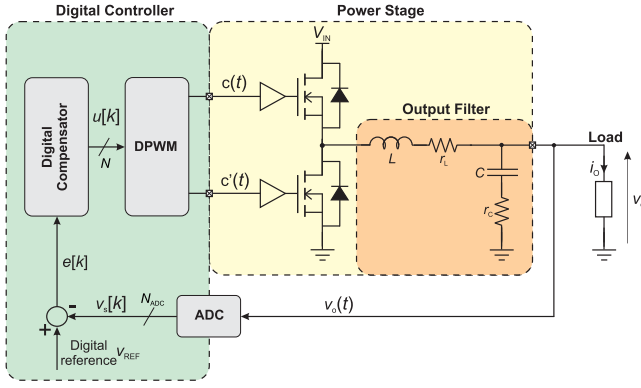 Digital Controller
Power Stage
V_IN
c(t)
Output Filter
Digital
Compensator
u[k]
N
DPWM
L
r_L
C
r_C
Load
i_O
c'(t)
e[k]
v_s[k]
N_ADC
ADC
v_o(t)
-
+
Digital
reference v_REF